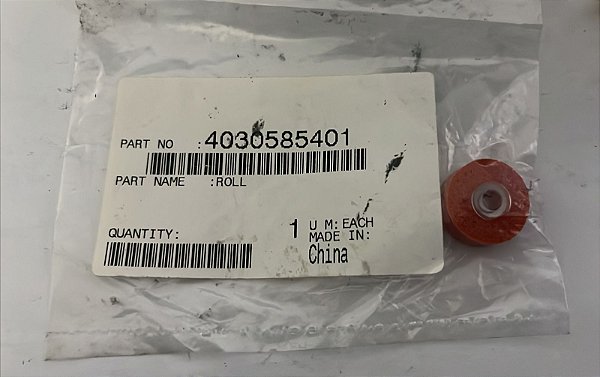 PART NO : 4030585401
PART NAME :ROLL
QUANTITY: 1 U M: EACH
MADE IN:
China